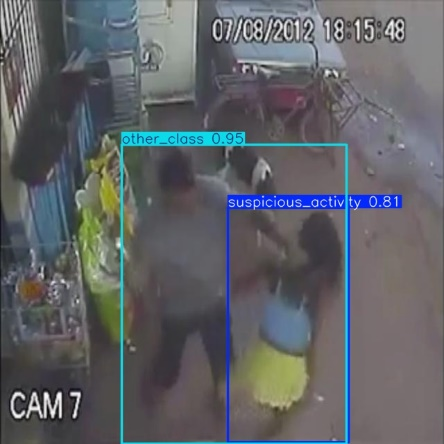 07/08/2012 18:15:48
other_class 0.95
suspicious_activity 0.81
CAM 7